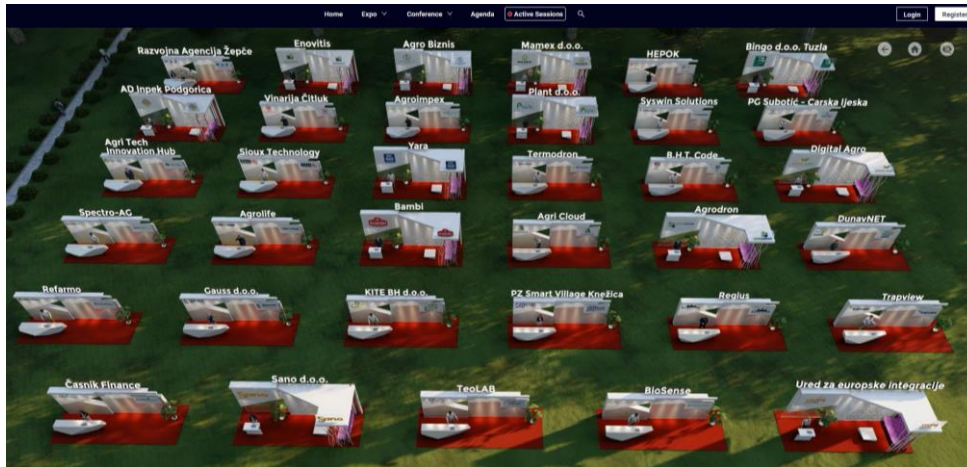 Home Expo Conference Agenda Active Sessions Login Register
Razvojna Agencija Žepče
Enovitis
Agro Biznis
Mamex d.o.o.
HEPOK
Bingo d.o.o. Tuzla
AD Inpek Podgorica
Vinarija Čitluk
Agroimpex
Plant d.o.o.
Syswin Solutions
PG Subotić - Carska ljeska
Agri Tech
Innovation Hub
Sioux Technology
Yara
Termodron
B.H.T. Code
Digital Agro
Spectro-AG
Agrolife
Bambi
Agri Cloud
Agrodron
DunavNET
Refarmo
Gauss d.o.o.
KITE BH d.o.o.
PZ Smart Village Knežica
Regius
Trapview
Časnik Finance
Sano d.o.o.
Sano
TeoLAB
BioSense
Ured za europske integracije